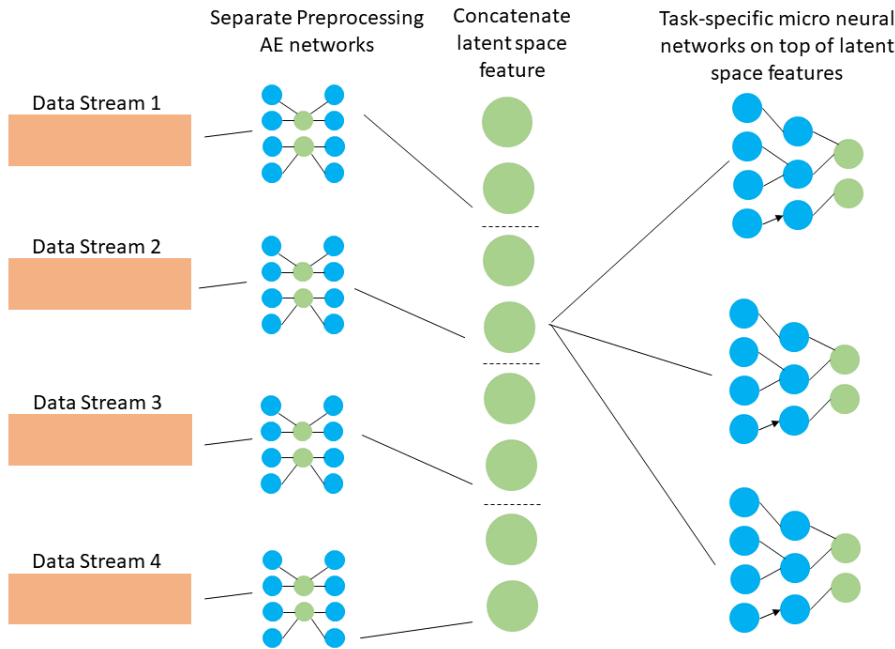 Separate Preprocessing
AE networks
Concatenate
latent space
feature
Task-specific micro neural
networks on top of latent
space features
Data Stream 1
Data Stream 2
Data Stream 3
Data Stream 4